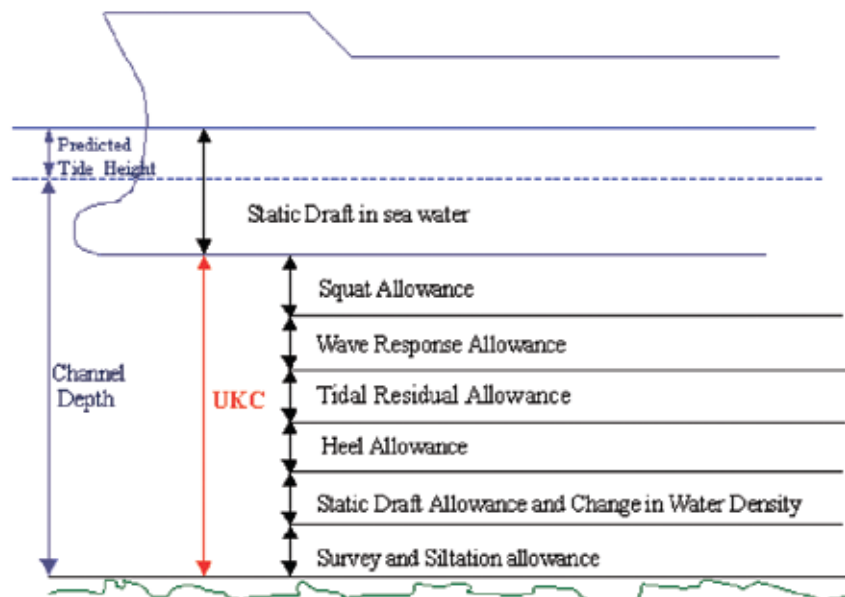 Predicted
Tide Height
Static Draft in sea water
Squat Allowance
Wave Response Allowance
Channel
Depth
UKC
Tidal Residual Allowance
Heel Allowance
Static Draft Allowance and Change in Water Density
Survey and Siltation allowance